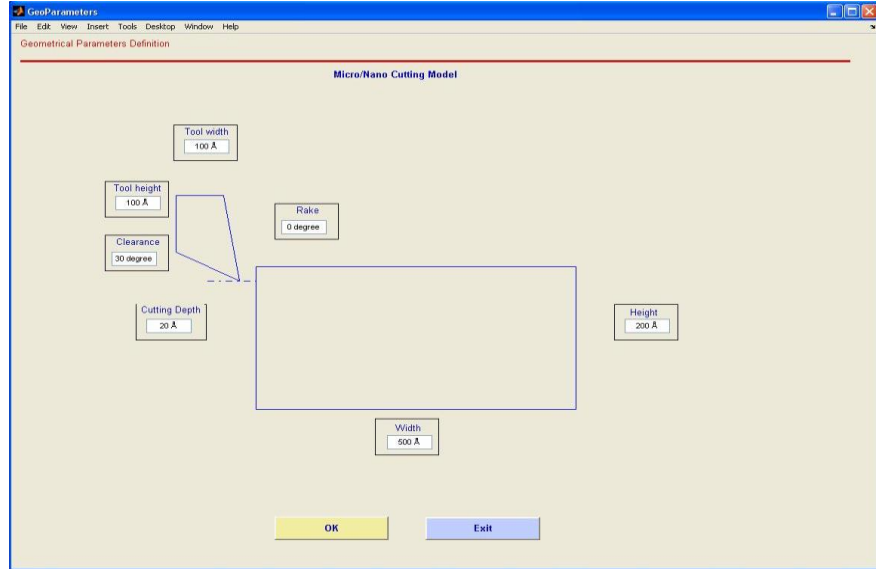 GeoParameters
File Edit View Insert Tools Desktop Window Help
Geometrical Parameters Definition
Micro/Nano Cutting Model
Tool width
100 Å
Tool height
100 Å
Rake
0 degree
Clearance
30 degree
Cutting Depth
20 Å
Height
200 Å
Width
500 Å
OK Exit